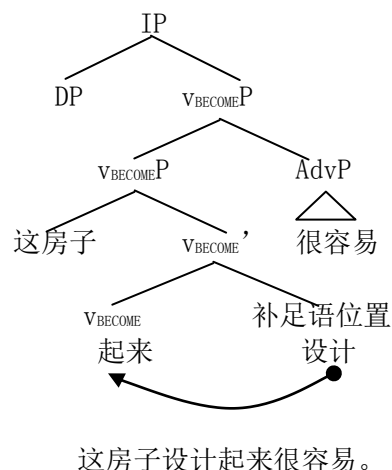 IP
DP vBECOMEP
vBECOMEP AdvP
这房子 vBECOME’ 很容易
vBECOME 补足语位置
起来 设计
这房子设计起来很容易。